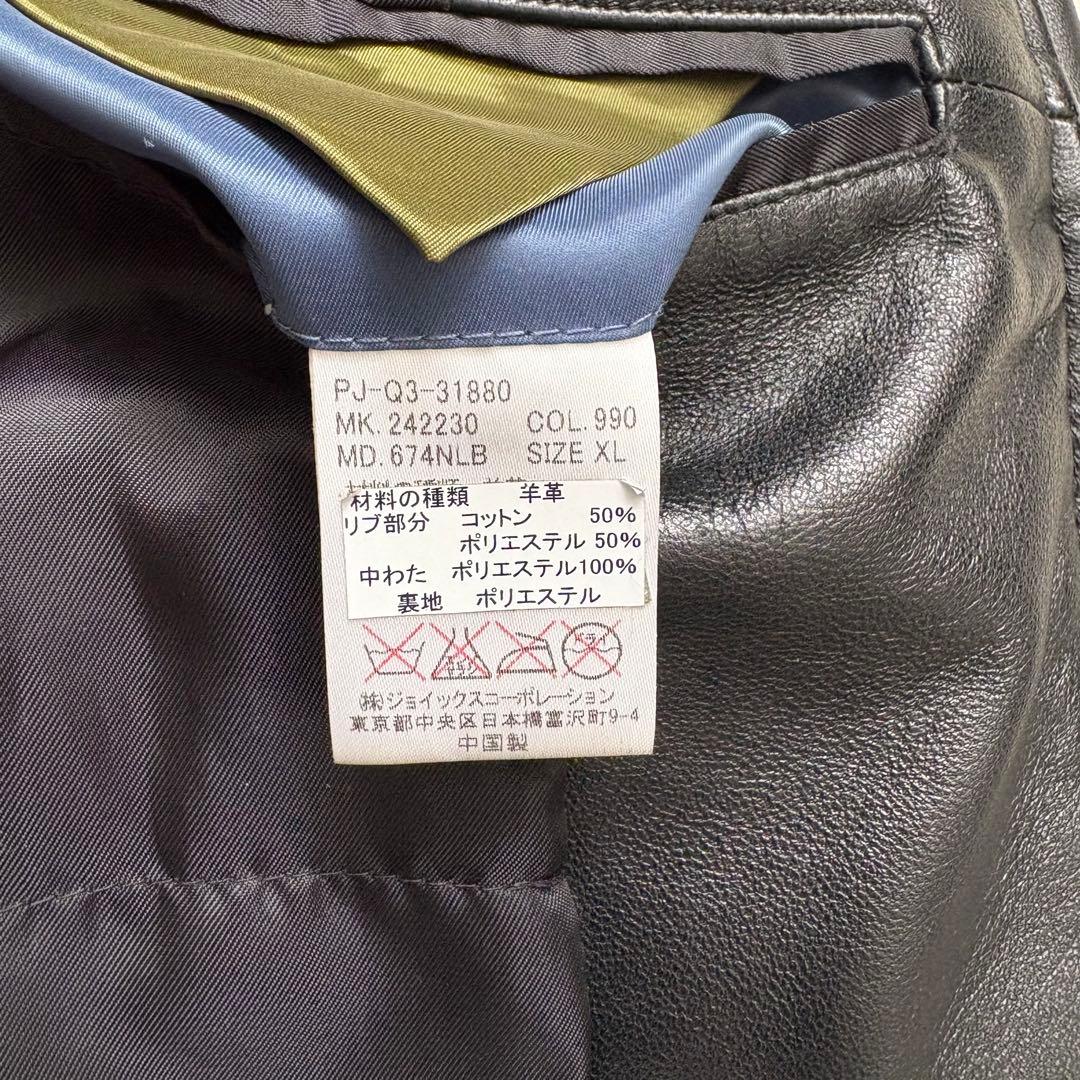 PJ-Q3-31880
MK. 242230 COL. 990
MD. 674NLB SIZE XL
材料の種類 羊革
リブ部分 コットン 50%
ポリエステル 50%
中わた ポリエステル100%
裏地 ポリエステル
(株)ジョイックスコーポレーション
東京都中央区日本橋富沢町9-4
中国製